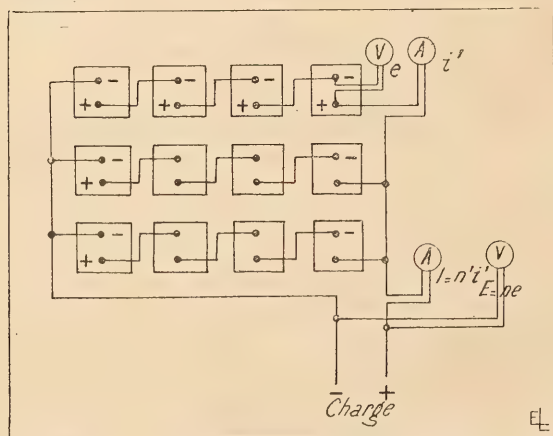 V A
e i'
- - - -
+ + + +
- -
+
- -
+
A V
I=n'i' E=ne
- +
Charge
EL